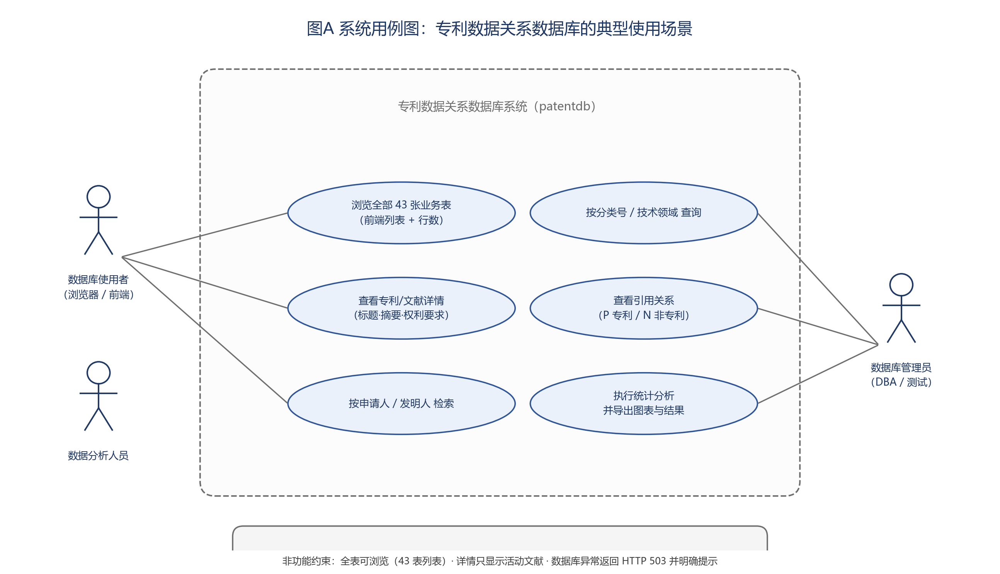 图A 系统用例图：专利数据关系数据库的典型使用场景
专利数据关系数据库系统（patentdb）
浏览全部 43 张业务表
（前端列表 + 行数）
按分类号 / 技术领域 查询
数据库使用者
（浏览器 / 前端）
查看专利/文献详情
（标题·摘要·权利要求）
查看引用关系
（P 专利 / N 非专利）
数据库管理员
（DBA / 测试）
按申请人 / 发明人 检索
执行统计分析
并导出图表与结果
数据分析人员
非功能约束：全表可浏览（43 表列表）· 详情只显示活动文献 · 数据库异常返回 HTTP 503 并明确提示